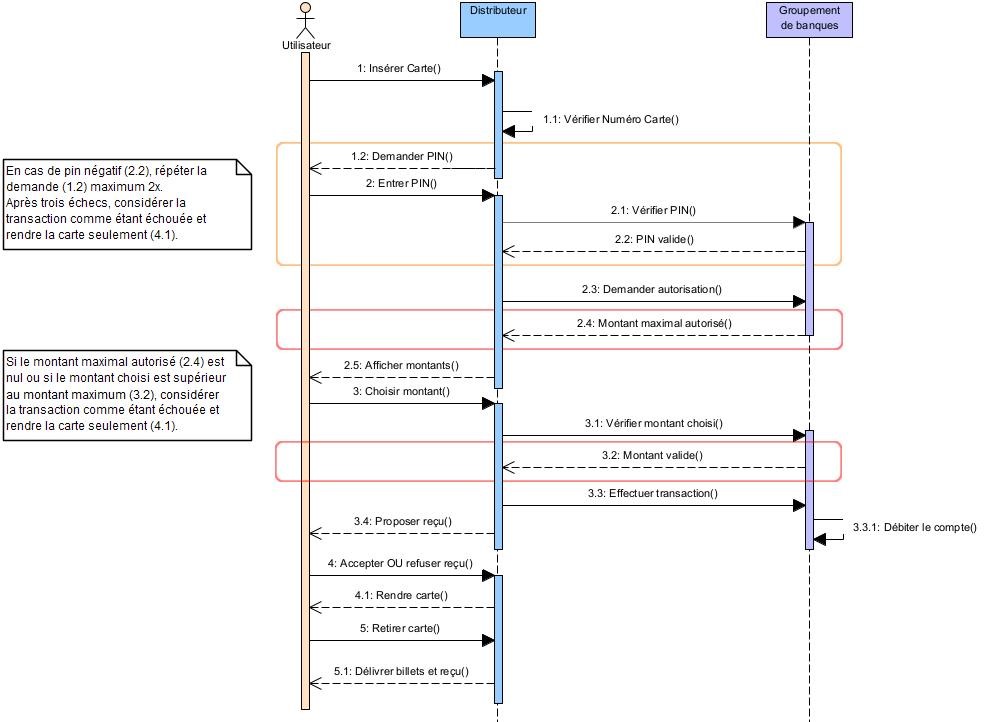 Utilisateur
Distributeur
Groupement
de banques
1: Insérer Carte()
1.1: Vérifier Numéro Carte()
1.2: Demander PIN()
2: Entrer PIN()
2.1: Vérifier PIN()
2.2: PIN valide()
En cas de pin négatif (2.2), répéter la
demande (1.2) maximum 2x.
Après trois échecs, considérer la
transaction comme étant échouée et
rendre la carte seulement (4.1).
2.3: Demander autorisation()
2.4: Montant maximal autorisé()
2.5: Afficher montants()
3: Choisir montant()
Si le montant maximal autorisé (2.4) est
nul ou si le montant choisi est supérieur
au montant maximum (3.2), considérer
la transaction comme étant échouée et
rendre la carte seulement (4.1).
3.1: Vérifier montant choisi()
3.2: Montant valide()
3.3: Effectuer transaction()
3.3.1: Débiter le compte()
3.4: Proposer reçu()
4: Accepter OU refuser reçu()
4.1: Rendre carte()
5: Retirer carte()
5.1: Délivrer billets et reçu()